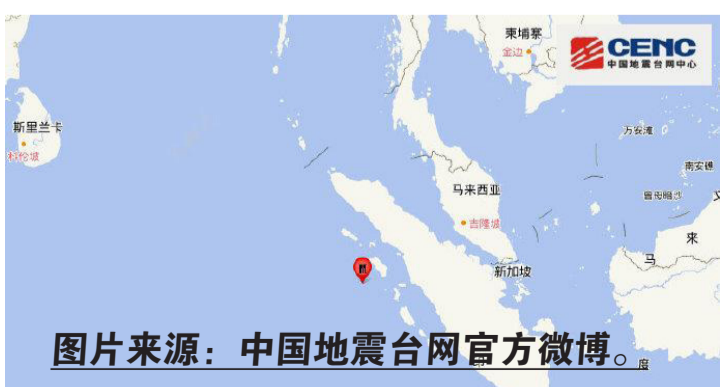 柬埔寨
金边
CENC
中国地震台网中心
斯里兰卡
科伦坡
万安滩
南安礁
曾母暗沙
马来西亚
吉隆坡
新加坡
马
来
图片来源：中国地震台网官方微博。
度